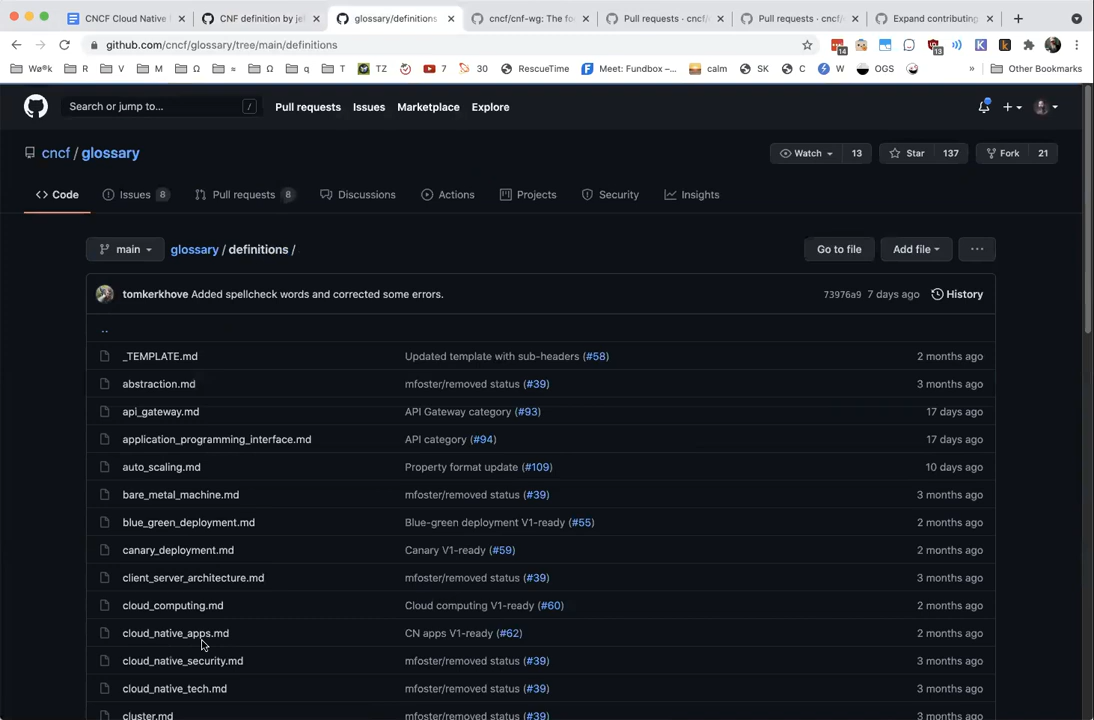 CNCF Cloud Native
CNF definition by je
glossary/definitions
cncf/cnf-wg: The fo
Pull requests · cncf
Pull requests · cncf/
Expand contributing
github.com/cncf/glossary/tree/main/definitions
14
13
Wørk
R
V
M
Ω
≈
Ω
q
T
TZ
7
30
RescueTime
Meet: Fundbox –...
calm
SK
C
W
OGS
»
Other Bookmarks
Search or jump to...
/
Pull requests
Issues
Marketplace
Explore
cncf / glossary
Watch
13
Star
137
Fork
21
Code
Issues 8
Pull requests 8
Discussions
Actions
Projects
Security
Insights
main
glossary / definitions /
Go to file
Add file
...
tomkerkhove Added spellcheck words and corrected some errors.
73976a9 7 days ago
History
..
_TEMPLATE.md Updated template with sub-headers (#58) 2 months ago
abstraction.md mfoster/removed status (#39) 3 months ago
api_gateway.md API Gateway category (#93) 17 days ago
application_programming_interface.md API category (#94) 17 days ago
auto_scaling.md Property format update (#109) 10 days ago
bare_metal_machine.md mfoster/removed status (#39) 3 months ago
blue_green_deployment.md Blue-green deployment V1-ready (#55) 2 months ago
canary_deployment.md Canary V1-ready (#59) 2 months ago
client_server_architecture.md mfoster/removed status (#39) 3 months ago
cloud_computing.md Cloud computing V1-ready (#60) 2 months ago
cloud_native_apps.md CN apps V1-ready (#62) 2 months ago
cloud_native_security.md mfoster/removed status (#39) 3 months ago
cloud_native_tech.md mfoster/removed status (#39) 3 months ago
cluster.md mfoster/removed status (#39) 3 months ago